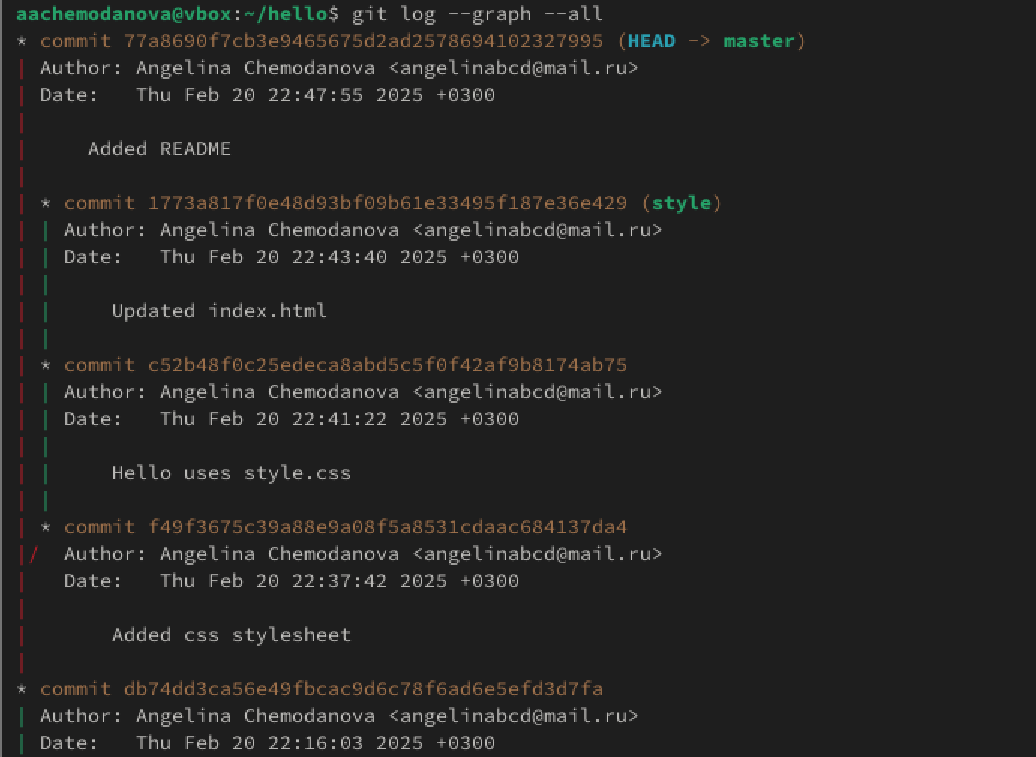 aachemodanova@vbox:~/hello$ git log --graph --all
* commit 77a8690f7cb3e9465675d2ad2578694102327995 (HEAD -> master)
| Author: Angelina Chemodanova <angelinabcd@mail.ru>
| Date:   Thu Feb 20 22:47:55 2025 +0300
|
|     Added README
|
| * commit 1773a817f0e48d93bf09b61e33495f187e36e429 (style)
| | Author: Angelina Chemodanova <angelinabcd@mail.ru>
| | Date:   Thu Feb 20 22:43:40 2025 +0300
| |
| |     Updated index.html
| |
| * commit c52b48f0c25edeca8abd5c5f0f42af9b8174ab75
| | Author: Angelina Chemodanova <angelinabcd@mail.ru>
| | Date:   Thu Feb 20 22:41:22 2025 +0300
| |
| |     Hello uses style.css
| |
| * commit f49f3675c39a88e9a08f5a8531cdaac684137da4
|/  Author: Angelina Chemodanova <angelinabcd@mail.ru>
|   Date:   Thu Feb 20 22:37:42 2025 +0300
|
|       Added css stylesheet
|
* commit db74dd3ca56e49fbcac9d6c78f6ad6e5efd3d7fa
| Author: Angelina Chemodanova <angelinabcd@mail.ru>
| Date:   Thu Feb 20 22:16:03 2025 +0300